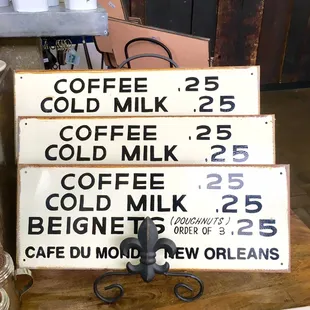 COFFEE .25
COLD MILK .25
COFFEE .25
COLD MILK .25
COFFEE .25
COLD MILK .25
BEIGNETS (DOUGHNUTS) ORDER OF 3 .25
CAFE DU MONDE NEW ORLEANS